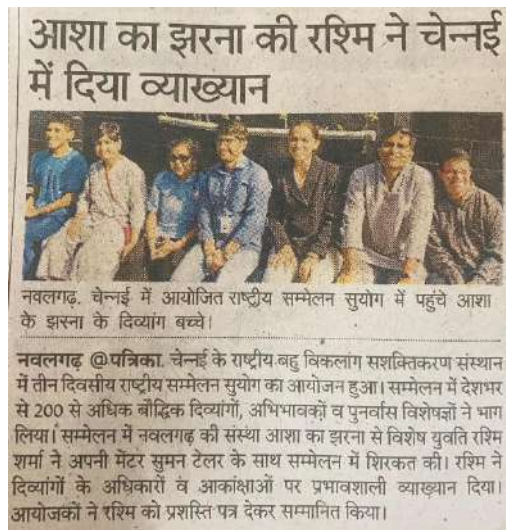 आशा का झरना की रश्मि ने चेन्नई
में दिया व्याख्यान
नवलगढ़. चेन्नई में आयोजित राष्ट्रीय सम्मेलन सुयोग में पहुंचे आशा
के झरना के दिव्यांग बच्चे।
नवलगढ़ @ पत्रिका. चेन्नई के राष्ट्रीय बहु विकलांग सशक्तिकरण संस्थान
में तीन दिवसीय राष्ट्रीय सम्मेलन सुयोग का आयोजन हुआ। सम्मेलन में देशभर
से 200 से अधिक बौद्धिक दिव्यांगों, अभिभावकों व पुनर्वास विशेषज्ञों ने भाग
लिया। सम्मेलन में नवलगढ़ की संस्था आशा का झरना से विशेष युवति रश्मि
शर्मा ने अपनी मेंटर सुमन टेलर के साथ सम्मेलन में शिरकत की। रश्मि ने
दिव्यांगों के अधिकारों व आकांक्षाओं पर प्रभावशाली व्याख्यान दिया।
आयोजकों ने रश्मि को प्रशस्ति पत्र देकर सम्मानित किया।